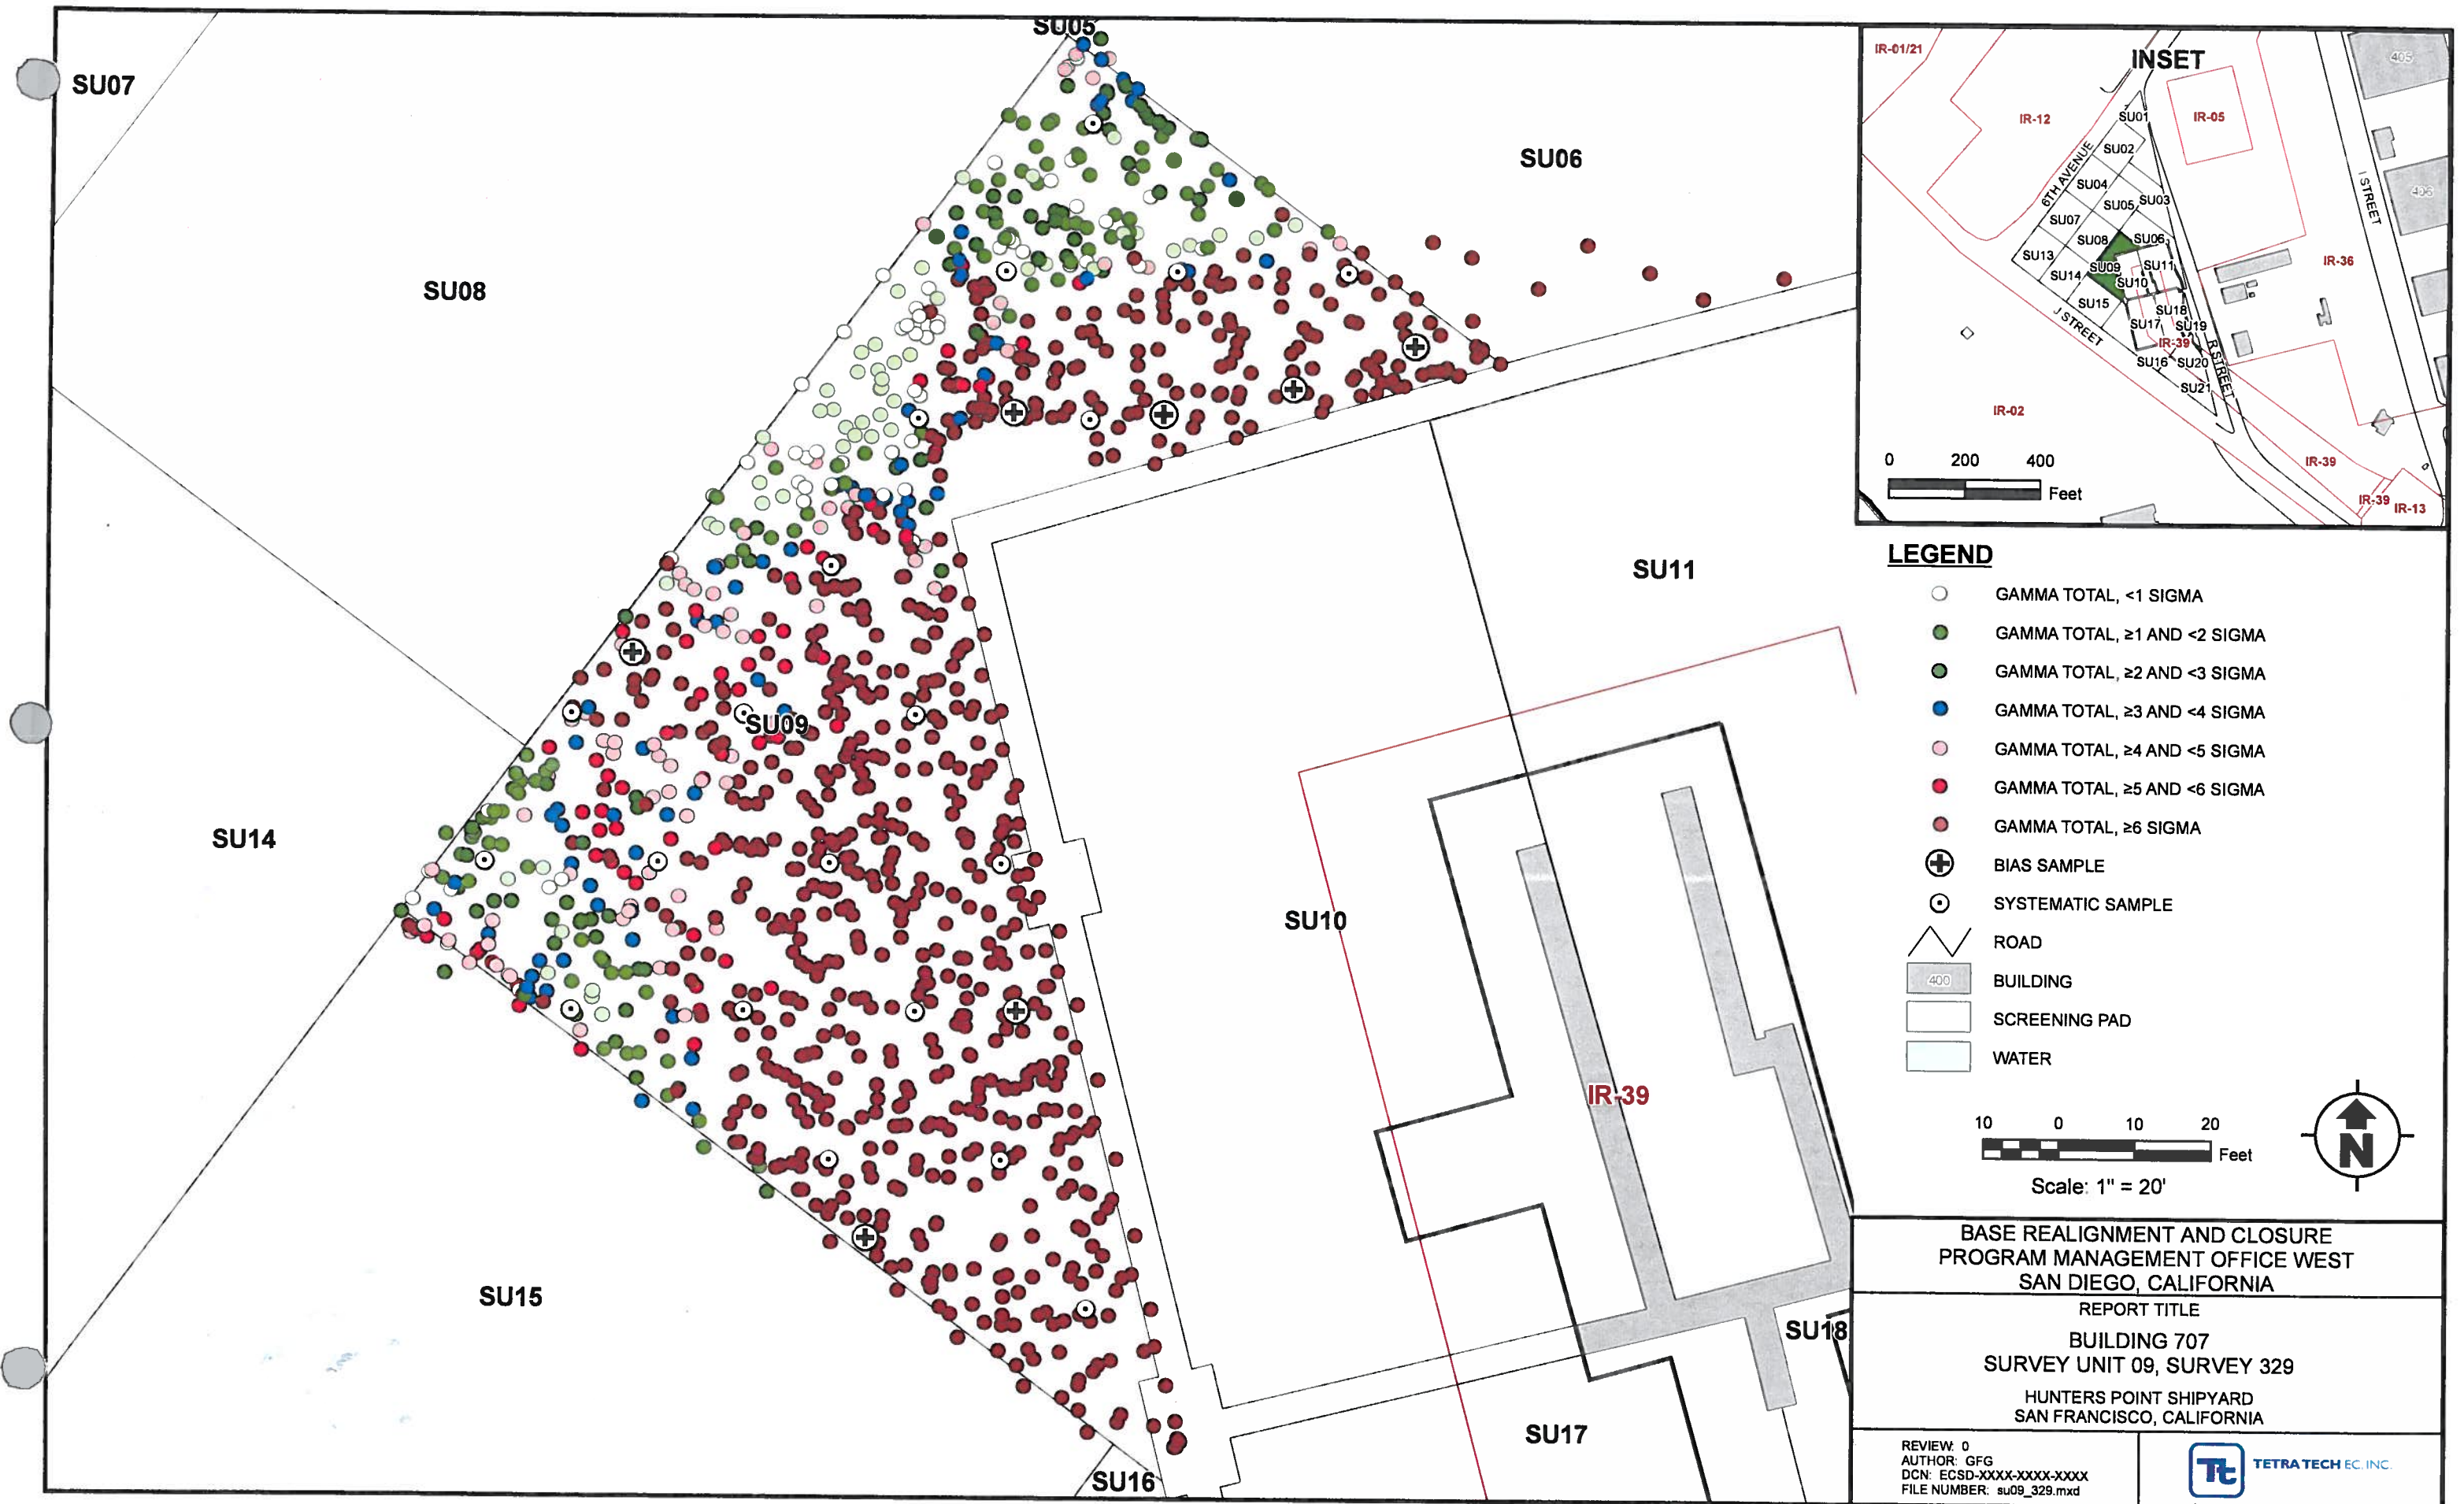 SU05
SU07
SU06
SU08
SU11
SU09
SU14
SU10
IR-39
SU15
SU18
SU17
SU16
INSET
IR-01/21
405
IR-12
SU01
IR-05
6TH AVENUE
SU02
I STREET
406
SU04
SU03
SU05
SU07
SU08
SU06
IR-36
SU13
SU09
SU11
SU14
SU10
SU15
SU18
J STREET
SU17
SU19
IR-39
R STREET
SU16
SU20
SU21
IR-02
0 200 400
Feet
IR-39
IR-39
IR-13
LEGEND
GAMMA TOTAL, <1 SIGMA
GAMMA TOTAL, ≥1 AND <2 SIGMA
GAMMA TOTAL, ≥2 AND <3 SIGMA
GAMMA TOTAL, ≥3 AND <4 SIGMA
GAMMA TOTAL, ≥4 AND <5 SIGMA
GAMMA TOTAL, ≥5 AND <6 SIGMA
GAMMA TOTAL, ≥6 SIGMA
BIAS SAMPLE
SYSTEMATIC SAMPLE
ROAD
400 BUILDING
SCREENING PAD
WATER
10 0 10 20
Feet
Scale: 1" = 20'
N
BASE REALIGNMENT AND CLOSURE
PROGRAM MANAGEMENT OFFICE WEST
SAN DIEGO, CALIFORNIA
REPORT TITLE
BUILDING 707
SURVEY UNIT 09, SURVEY 329
HUNTERS POINT SHIPYARD
SAN FRANCISCO, CALIFORNIA
REVIEW: 0
AUTHOR: GFG
DCN: ECSD-XXXX-XXXX-XXXX
FILE NUMBER: su09_329.mxd
Tt TETRA TECH EC, INC.